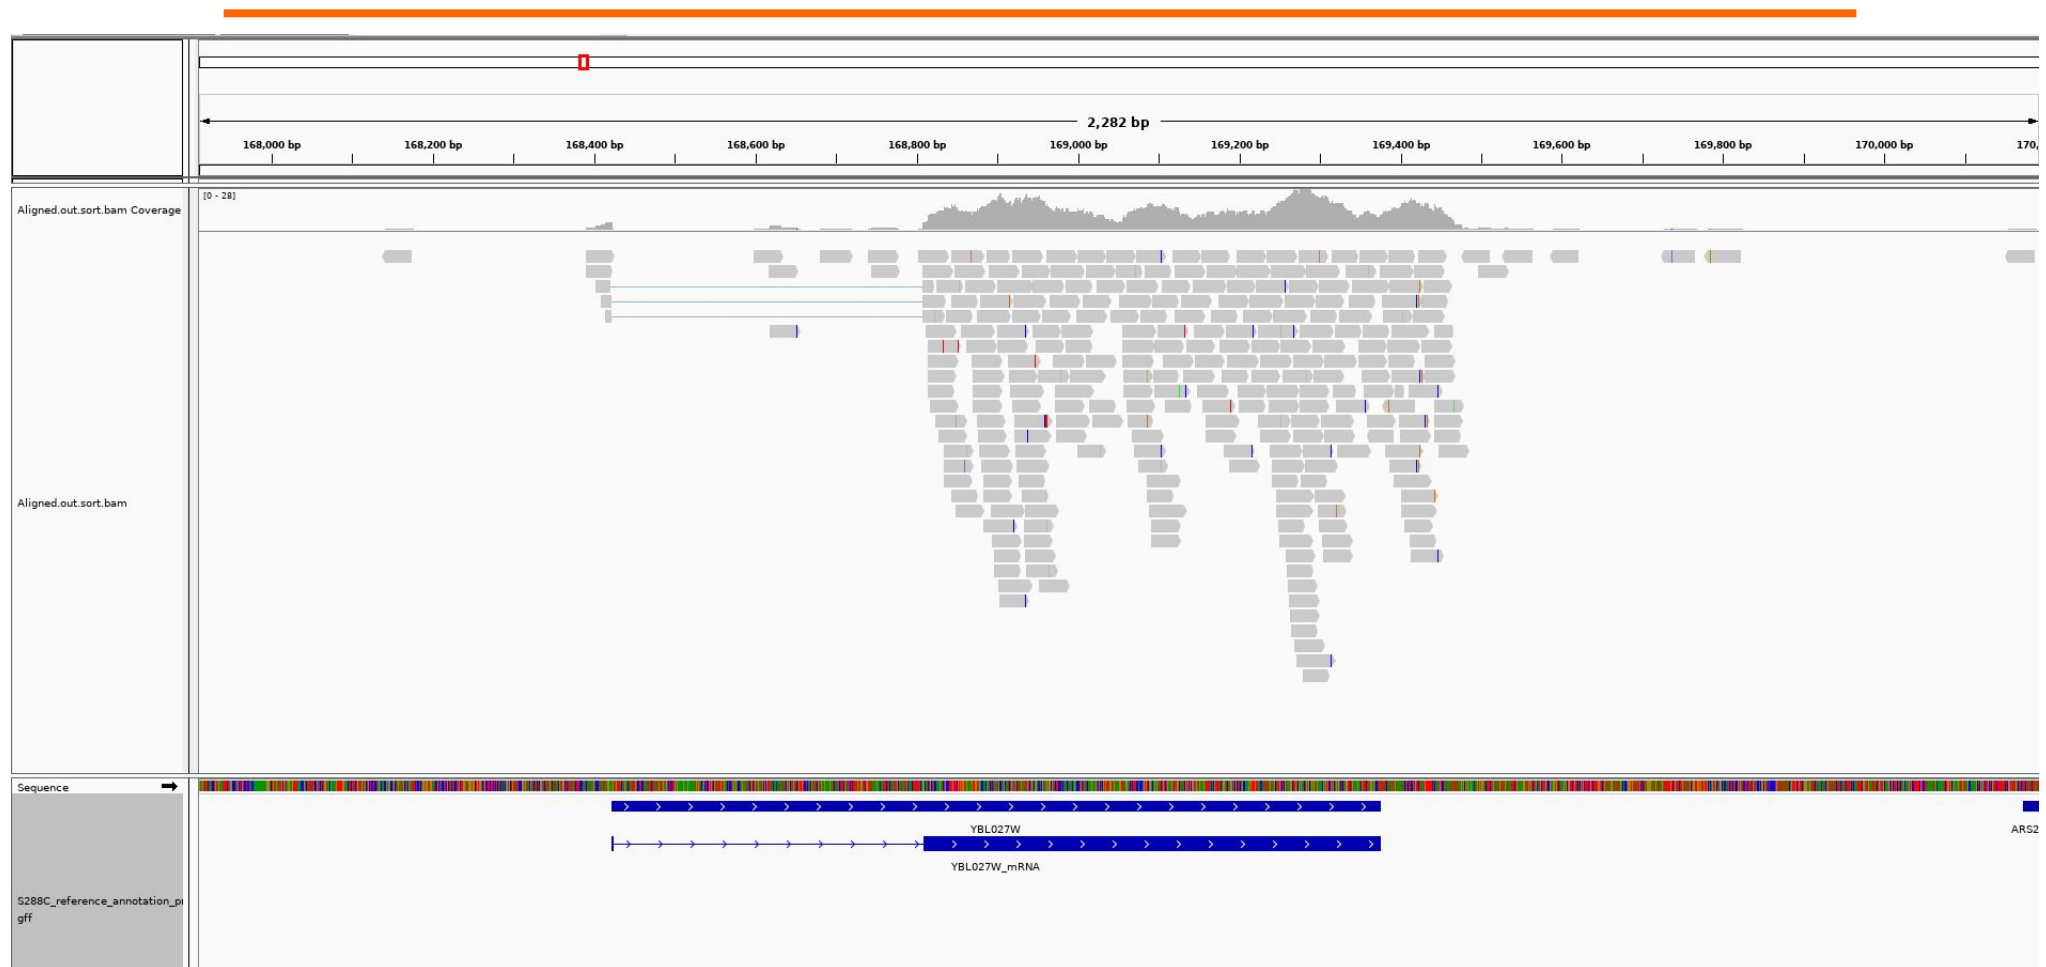 2,282 bp
168,000 bp 168,200 bp 168,400 bp 168,600 bp 168,800 bp 169,000 bp 169,200 bp 169,400 bp 169,600 bp 169,800 bp 170,000 bp 170,
[0 - 28]
Aligned.out.sort.bam Coverage
Aligned.out.sort.bam
Sequence
YBL027W
ARS2
YBL027W_mRNA
S288C_reference_annotation_pr
gff